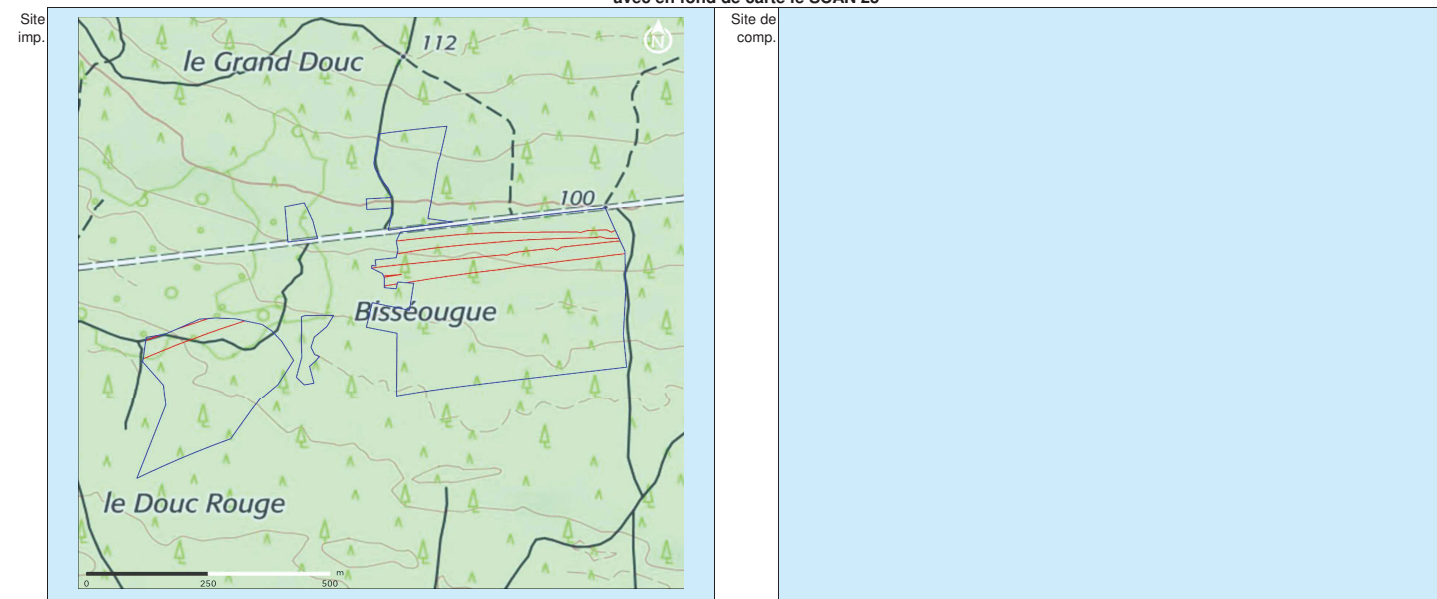 avec en fond de carte le SCAN 25
Site imp.
Site de comp.
N
112
le Grand Douc
100
Bisséougue
le Douc Rouge
m
0 250 500